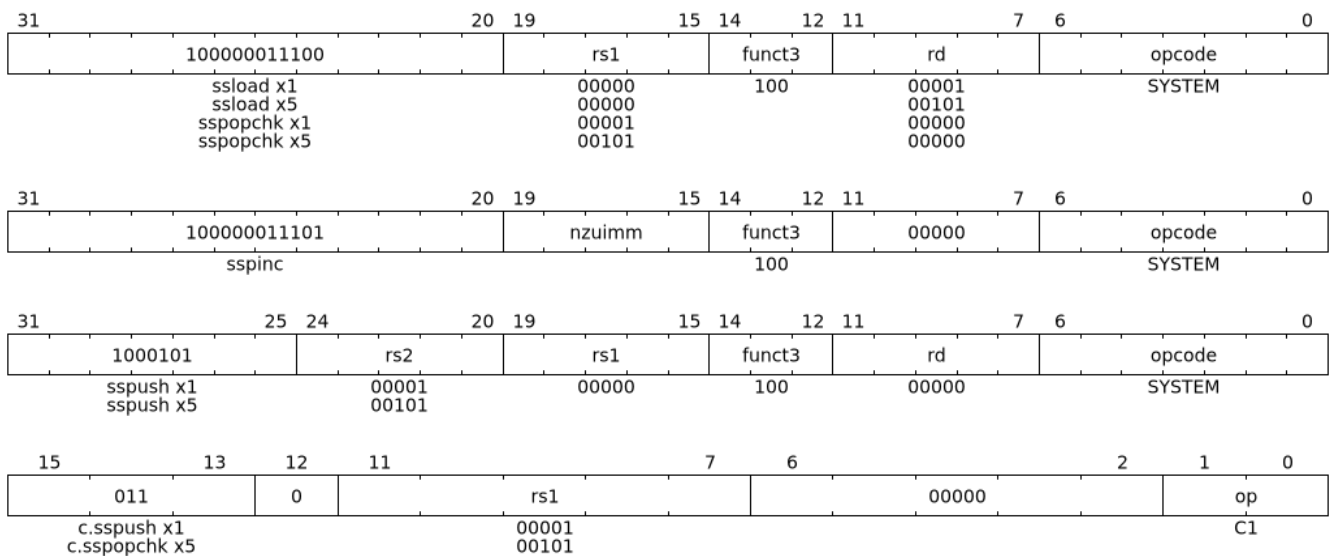 31 20 19 15 14 12 11 7 6 0
100000011100 rs1 funct3 rd opcode
ssload x1 00000 100 00001 SYSTEM
ssload x5 00000 00101
sspopchk x1 00001 00000
sspopchk x5 00101 00000
31 20 19 15 14 12 11 7 6 0
100000011101 nzuimm funct3 00000 opcode
sspinc 100 SYSTEM
31 25 24 20 19 15 14 12 11 7 6 0
1000101 rs2 rs1 funct3 rd opcode
sspush x1 00001 00000 100 00000 SYSTEM
sspush x5 00101
15 13 12 11 7 6 2 1 0
011 0 rs1 00000 op
c.sspush x1 00001 C1
c.sspopchk x5 00101